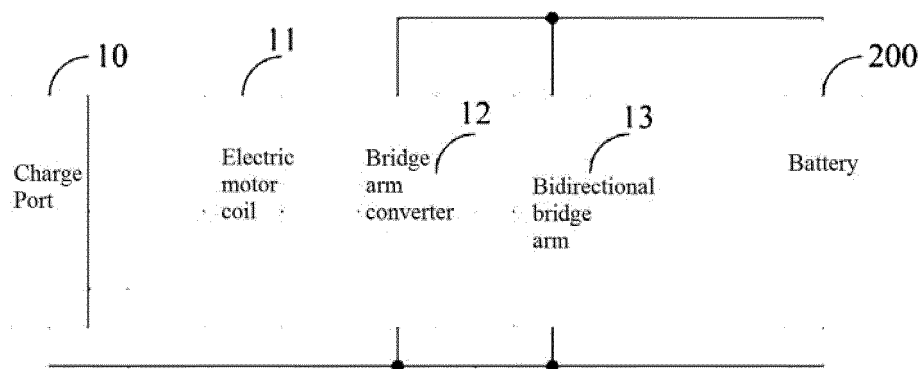 10
11
200
12
13
Charge
Port
Electric
motor
coil
Bridge
arm
converter
Bidirectional
bridge
arm
Battery